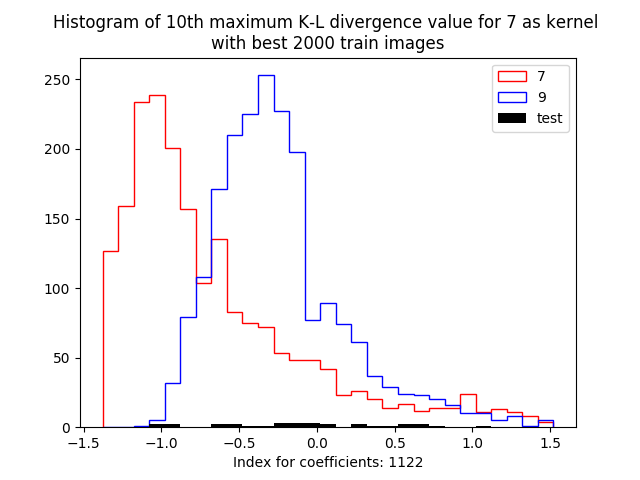 Histogram of 10th maximum K-L divergence value for 7 as kernel
with best 2000 train images
7
9
test
250
200
150
100
50
0
−1.5 −1.0 −0.5 0.0 0.5 1.0 1.5
Index for coefficients: 1122